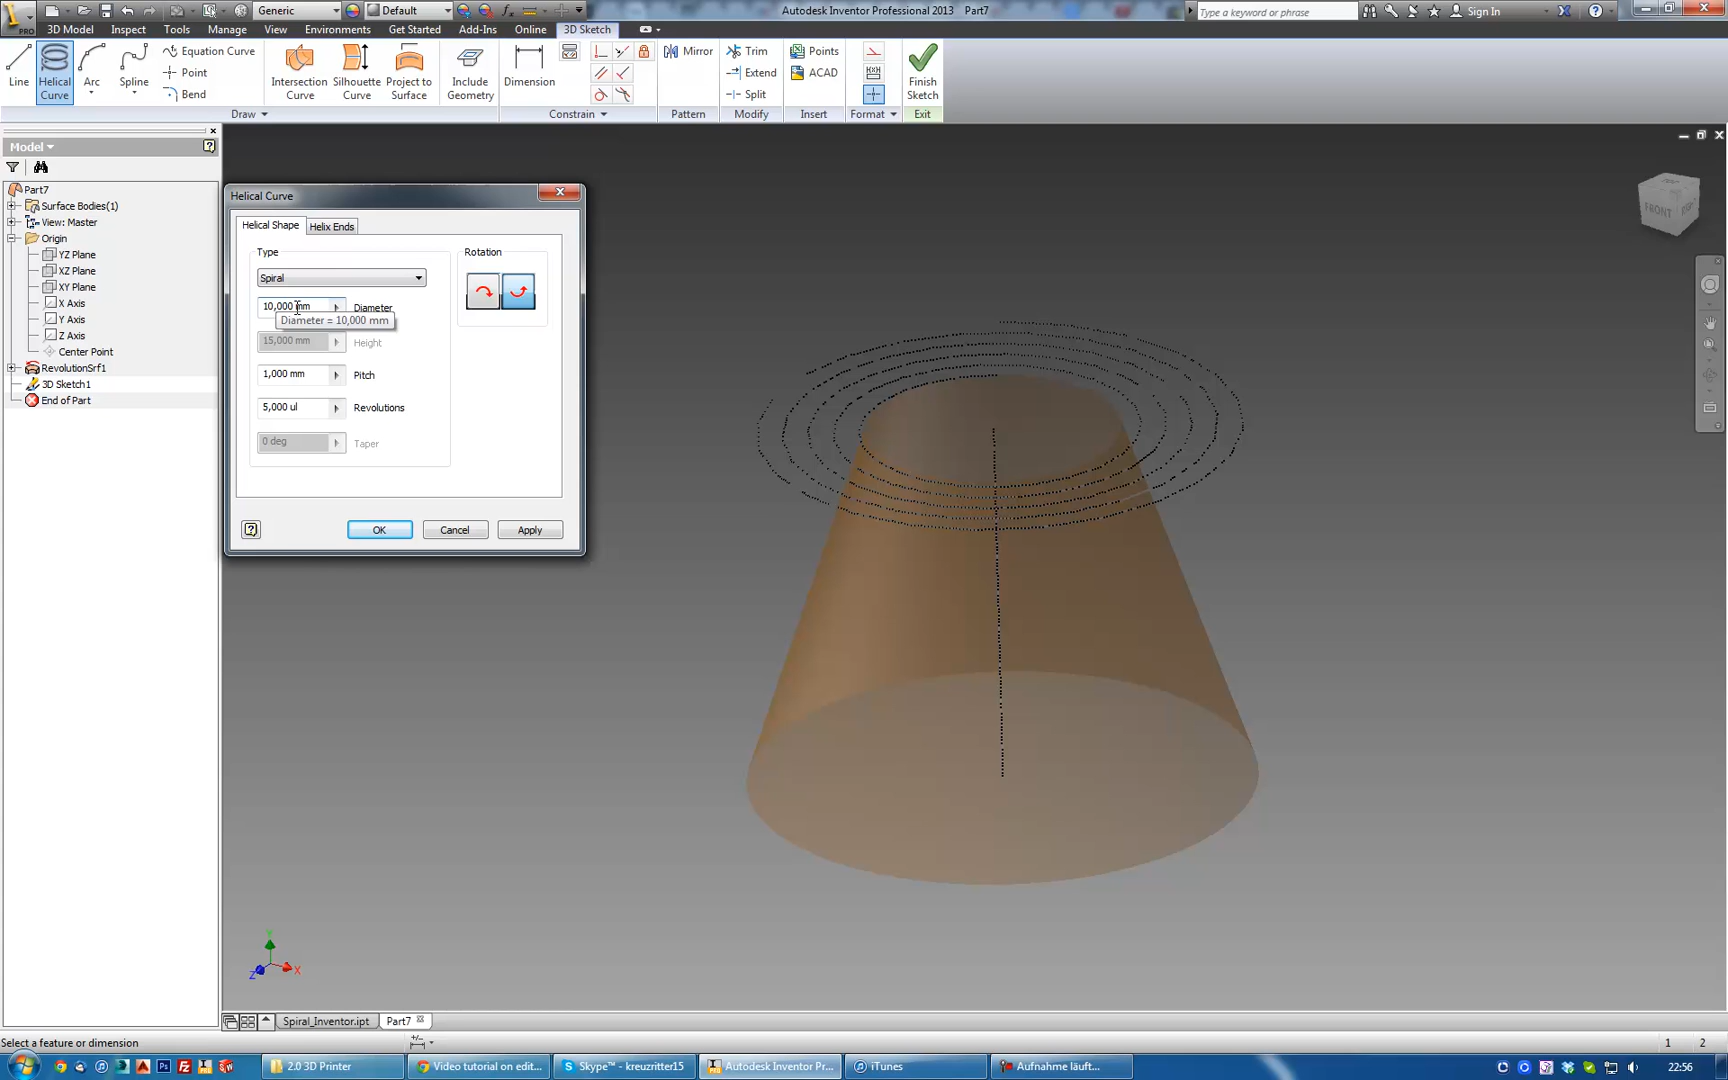 Generic
Default
Autodesk Inventor Professional 2013 Part7
Type a keyword or phrase
Sign In
PRO
3D Model
Inspect
Tools
Manage
View
Environments
Get Started
Add-Ins
Online
3D Sketch
Line
Helical Curve
Arc
Spline
Equation Curve
Point
Bend
Intersection Curve
Silhouette Curve
Project to Surface
Include Geometry
Dimension
Mirror
Trim
Extend
Split
Points
ACAD
Finish Sketch
Draw
Constrain
Pattern
Modify
Insert
Format
Exit
Model
Part7
Surface Bodies(1)
View: Master
Origin
YZ Plane
XZ Plane
XY Plane
X Axis
Y Axis
Z Axis
Center Point
RevolutionSrf1
3D Sketch1
End of Part
Helical Curve
Helical Shape
Helix Ends
Type
Rotation
Spiral
10,000 mm Diameter
Diameter = 10,000 mm
15,000 mm Height
1,000 mm Pitch
5,000 ul Revolutions
0 deg Taper
OK
Cancel
Apply
FRONT
RIGHT
Y
Z
X
Spiral_Inventor.ipt
Part7
Select a feature or dimension
1 2
2.0 3D Printer
Video tutorial on edit...
Skype™ - kreuzritter15
Autodesk Inventor Pr...
iTunes
Aufnahme läuft...
22:56